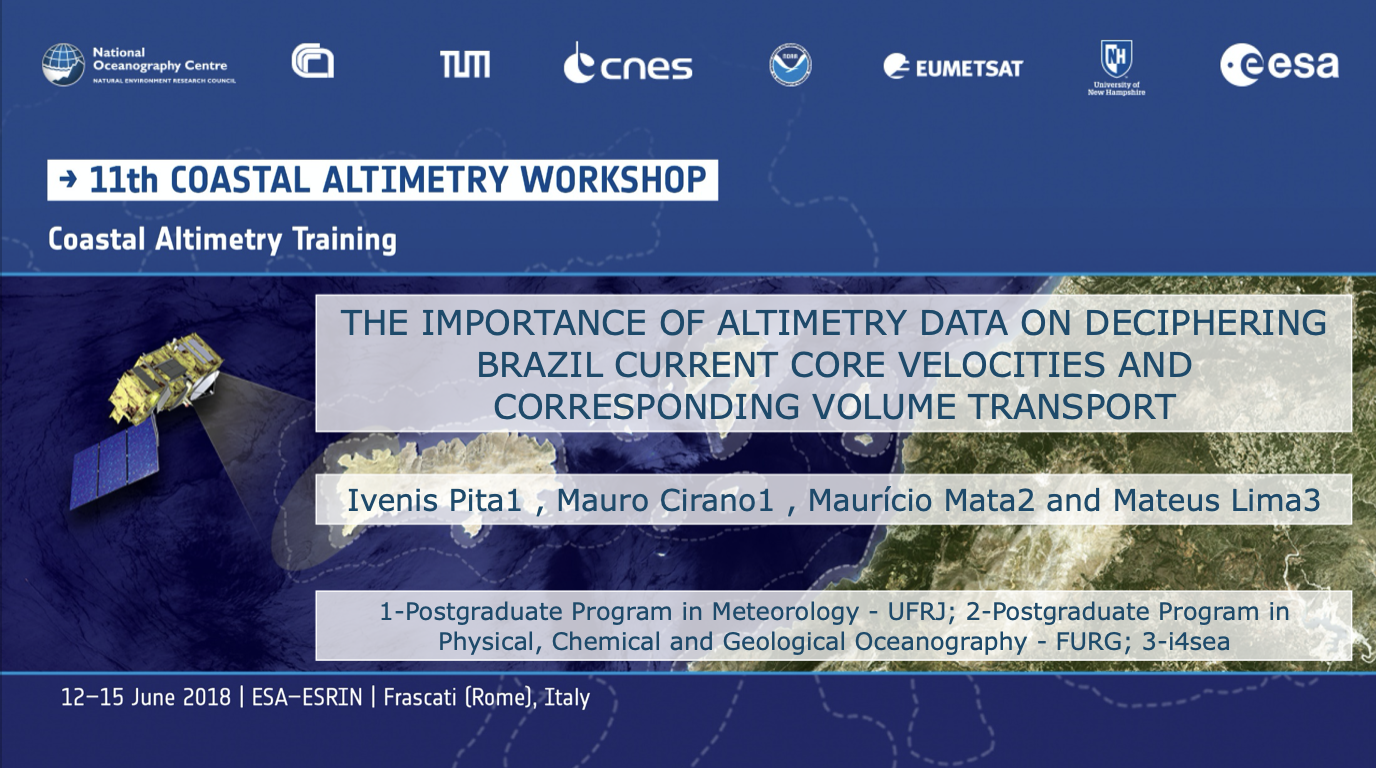 National
Oceanography Centre
NATURAL ENVIRONMENT RESEARCH COUNCIL
TUM
cnes
NOAA
EUMETSAT
NH
University of
New Hampshire
esa
→ 11th COASTAL ALTIMETRY WORKSHOP
Coastal Altimetry Training
THE IMPORTANCE OF ALTIMETRY DATA ON DECIPHERING
BRAZIL CURRENT CORE VELOCITIES AND
CORRESPONDING VOLUME TRANSPORT
Ivenis Pita1 , Mauro Cirano1 , Maurício Mata2 and Mateus Lima3
1-Postgraduate Program in Meteorology - UFRJ; 2-Postgraduate Program in
Physical, Chemical and Geological Oceanography - FURG; 3-i4sea
12–15 June 2018 | ESA–ESRIN | Frascati (Rome), Italy